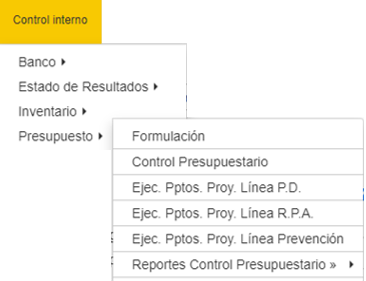 Control interno
Banco
Estado de Resultados
Inventario
Presupuesto
Formulación
Control Presupuestario
Ejec. Pptos. Proy. Línea P.D.
Ejec. Pptos. Proy. Línea R.P.A.
Ejec. Pptos. Proy. Línea Prevención
Reportes Control Presupuestario »